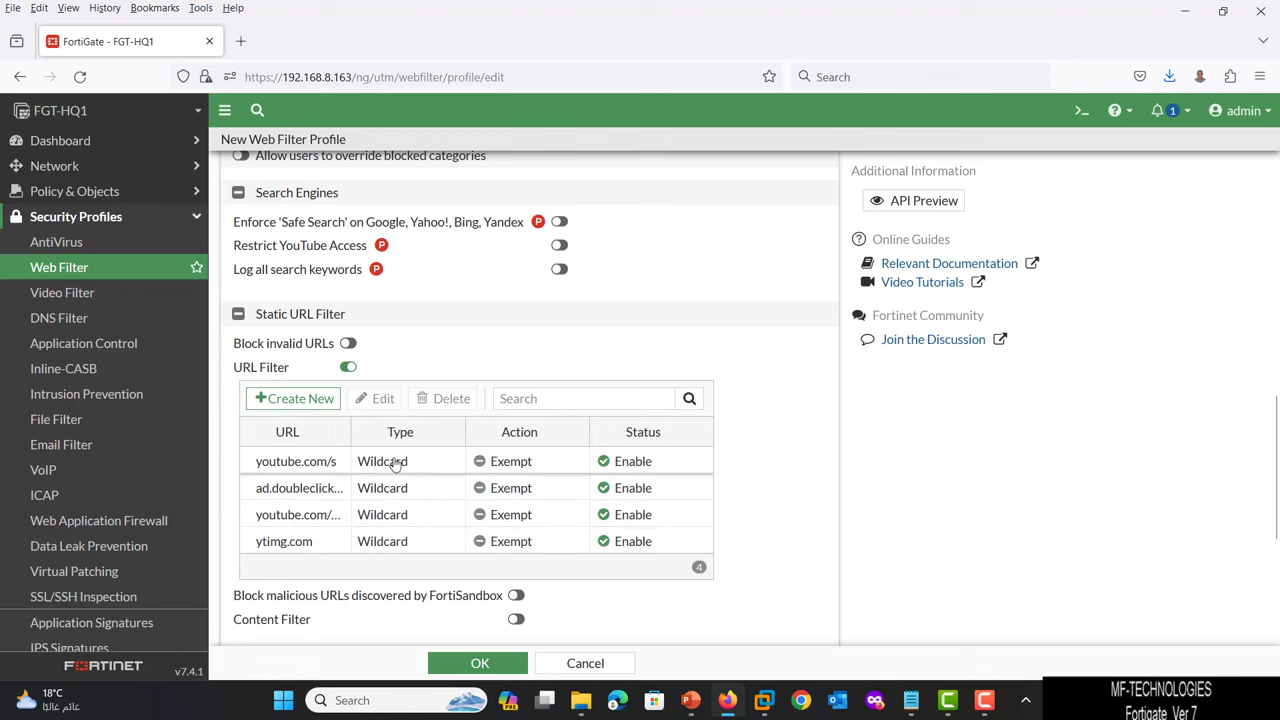 File Edit View History Bookmarks Tools Help
FortiGate - FGT-HQ1
https://192.168.8.163/ng/utm/webfilter/profile/edit
Search
FGT-HQ1
admin
1
New Web Filter Profile
Dashboard
Network
Policy & Objects
Security Profiles
AntiVirus
Web Filter
Video Filter
DNS Filter
Application Control
Inline-CASB
Intrusion Prevention
File Filter
Email Filter
VoIP
ICAP
Web Application Firewall
Data Leak Prevention
Virtual Patching
SSL/SSH Inspection
Application Signatures
IPS Signatures
FORTINET v7.4.1
Allow users to override blocked categories
Search Engines
Enforce 'Safe Search' on Google, Yahoo!, Bing, Yandex P
Restrict YouTube Access P
Log all search keywords P
Static URL Filter
Block invalid URLs
URL Filter
Create New Edit Delete Search
URL Type Action Status
youtube.com/s Wildcard Exempt Enable
ad.doubleclick... Wildcard Exempt Enable
youtube.com/... Wildcard Exempt Enable
ytimg.com Wildcard Exempt Enable
4
Block malicious URLs discovered by FortiSandbox
Content Filter
OK Cancel
Additional Information
API Preview
Online Guides
Relevant Documentation
Video Tutorials
Fortinet Community
Join the Discussion
18°C
غائم غالبًا
Search
PRE
MF-TECHNOLOGIES
Fortigate Ver 7